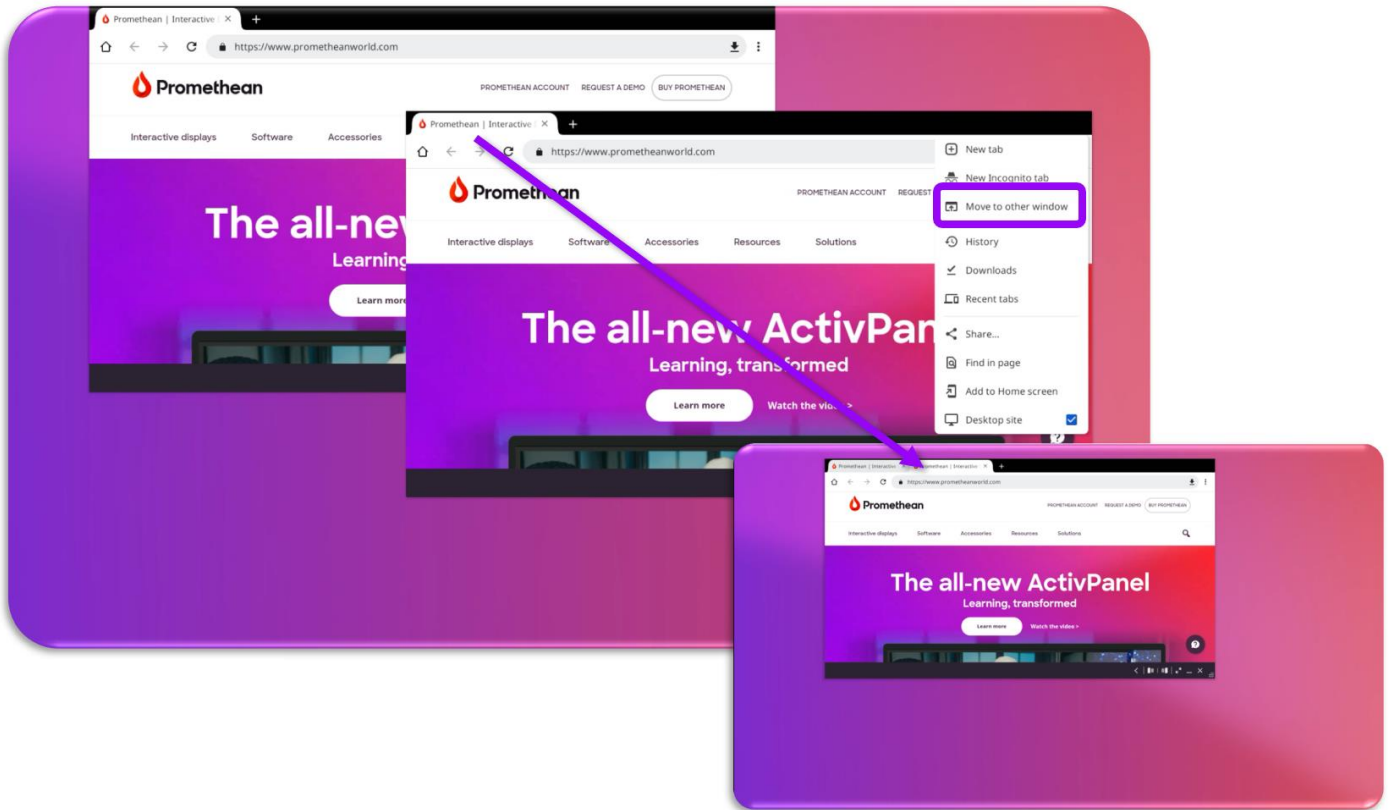 Promethean | Interactive
https://www.prometheanworld.com
Promethean
PROMETHEAN ACCOUNT REQUEST A DEMO BUY PROMETHEAN
Interactive displays Software Accessories
The all-new
Learning
Learn more
Promethean | Interactive
https://www.prometheanworld.com
Promethean
PROMETHEAN ACCOUNT REQUEST
Interactive displays Software Accessories Resources Solutions
The all-new ActivPan
Learning, transformed
Learn more Watch the video >
New tab
New Incognito tab
Move to other window
History
Downloads
Recent tabs
Share...
Find in page
Add to Home screen
Desktop site
Promethean | Interactive Promethean | Interactive
https://www.prometheanworld.com
Promethean
PROMETHEAN ACCOUNT REQUEST A DEMO BUY PROMETHEAN
Interactive displays Software Accessories Resources Solutions
The all-new ActivPanel
Learning, transformed
Learn more Watch the video >